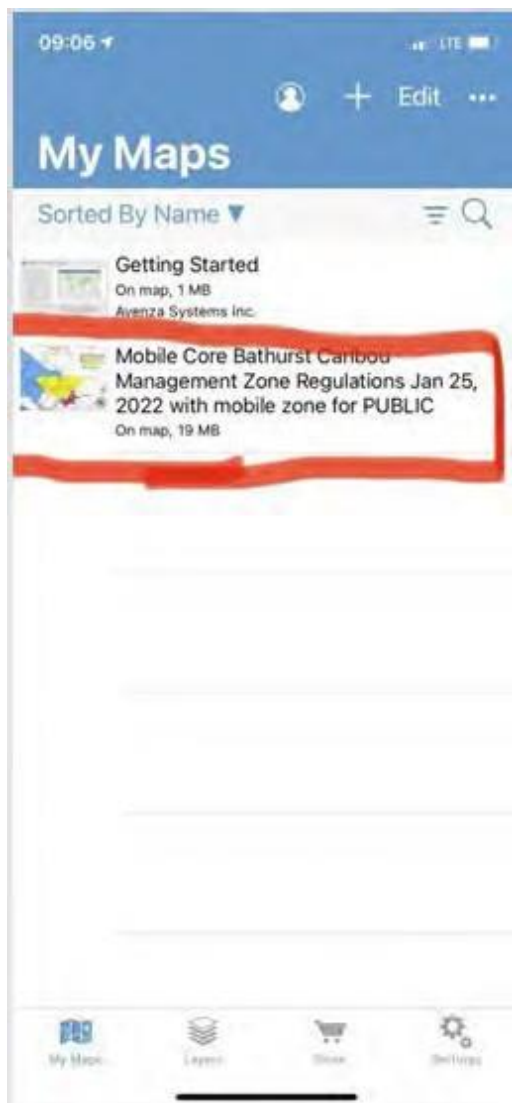 09:06
LTE
Edit
My Maps
Sorted By Name ▼
Getting Started
On map, 1 MB
Avenza Systems Inc.
Mobile Core Bathurst Caribou
Management Zone Regulations Jan 25,
2022 with mobile zone for PUBLIC
On map, 19 MB
My Maps
Layers
Store
Settings